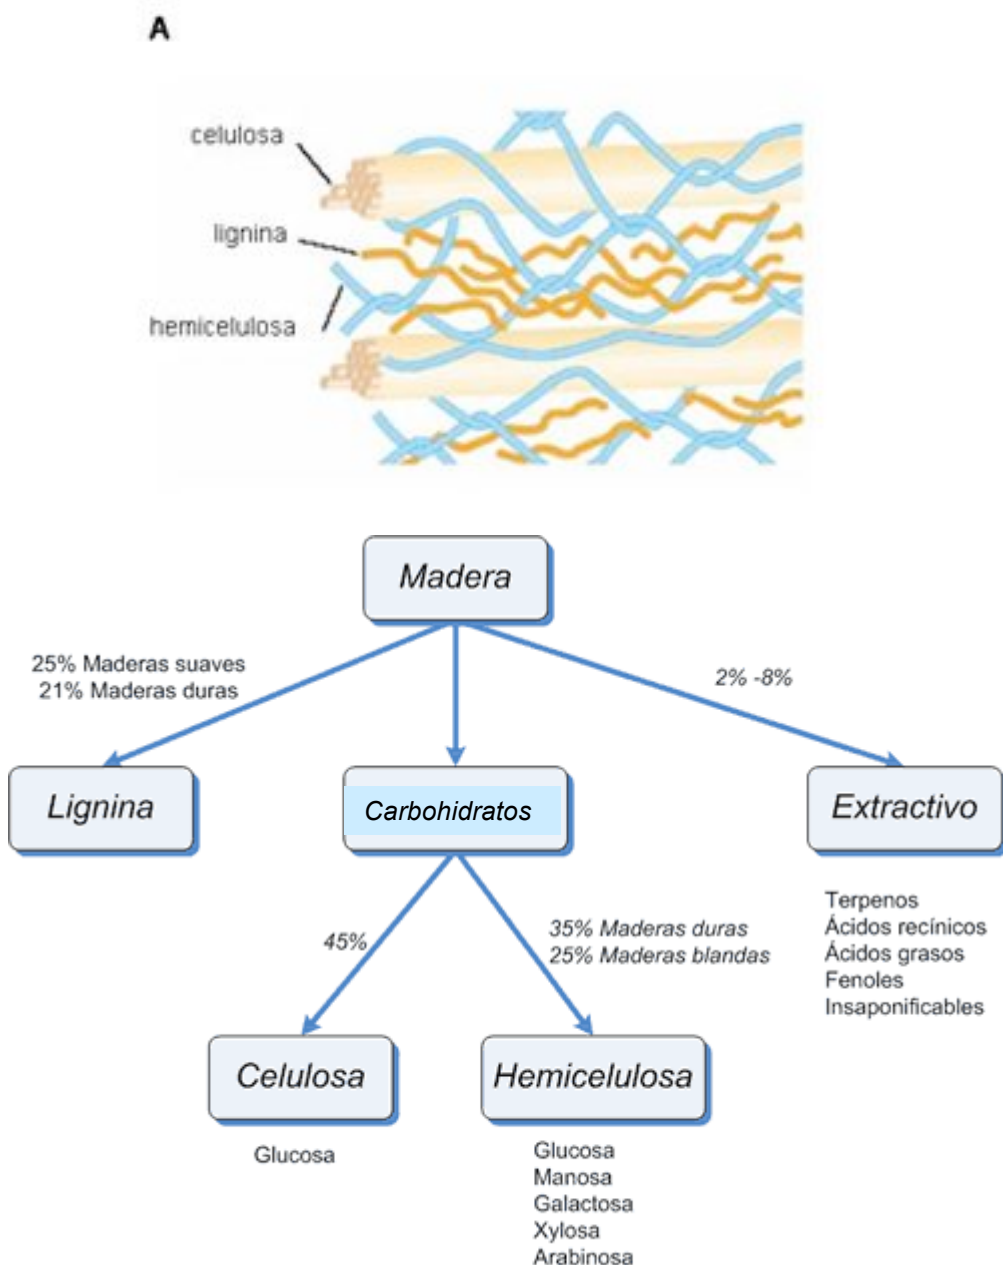 A
celulosa
lignina
hemicelulosa
Madera
25% Maderas suaves
21% Maderas duras
2% -8%
Lignina
Carbohidratos
Extractivo
Terpenos
Ácidos recínicos
Ácidos grasos
Fenoles
Insaponificables
45%
35% Maderas duras
25% Maderas blandas
Celulosa
Hemicelulosa
Glucosa
Glucosa
Manosa
Galactosa
Xylosa
Arabinosa